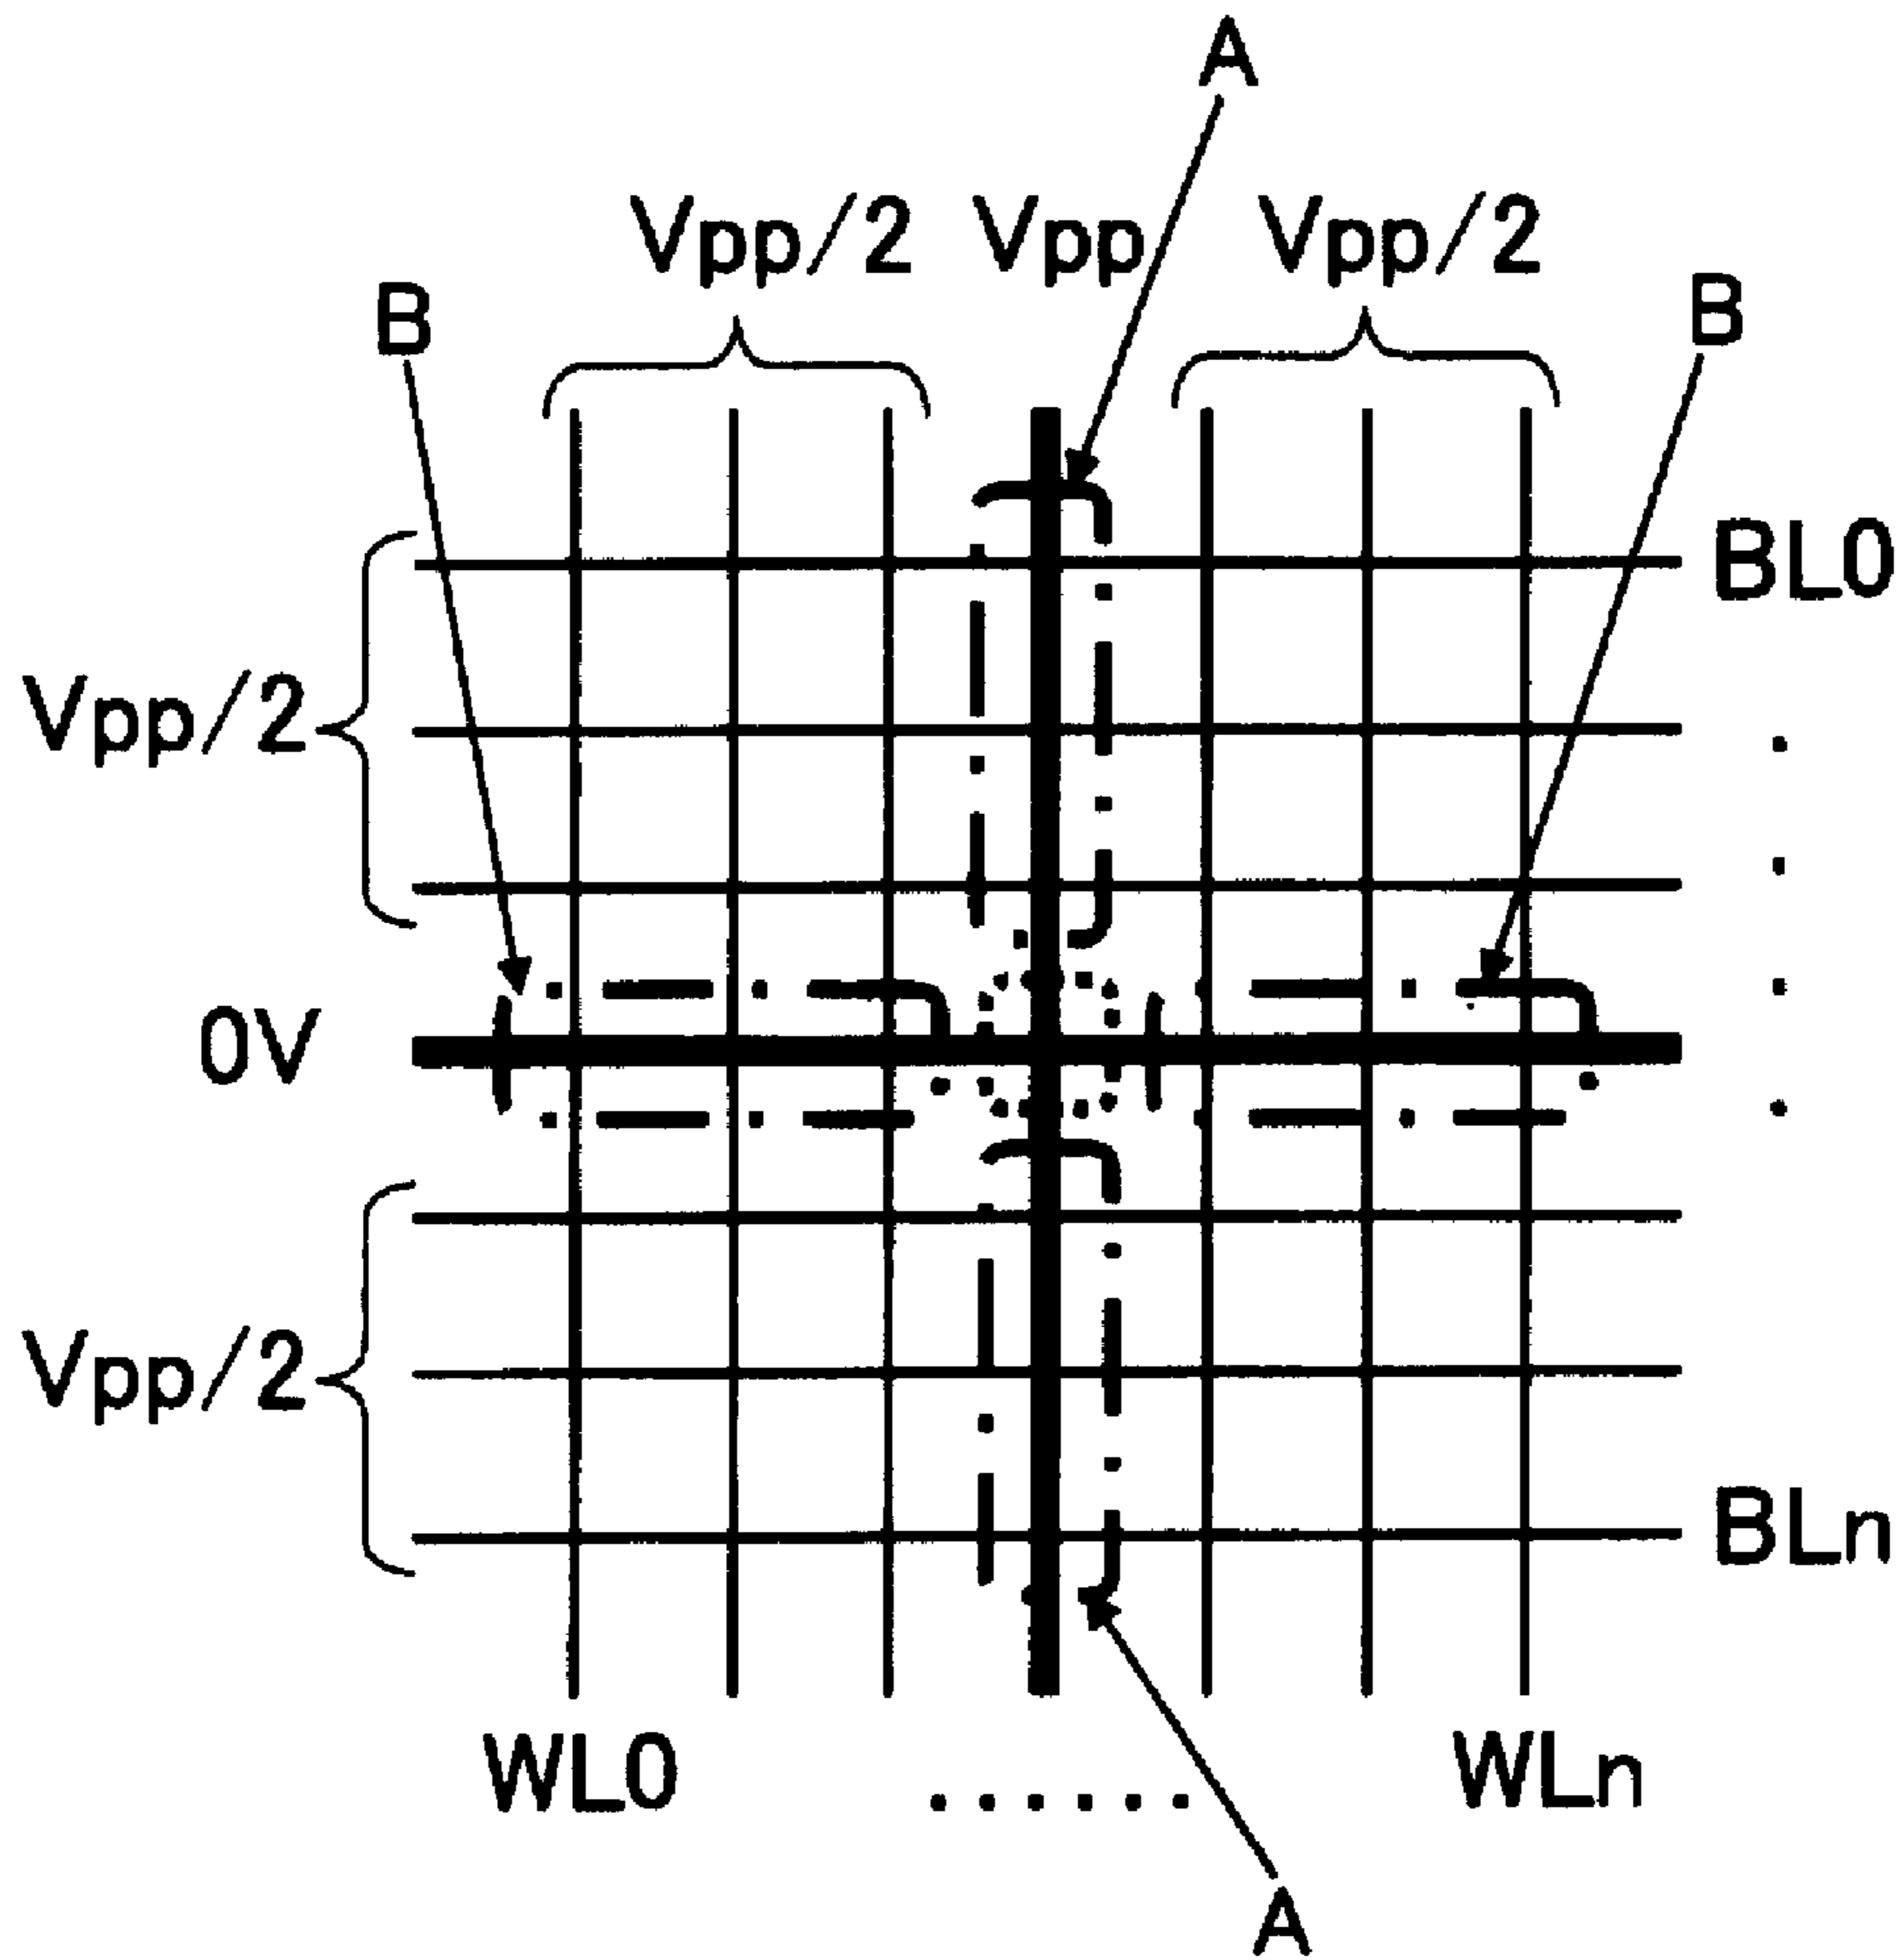 A
Vpp/2 Vpp Vpp/2
B B
BL0
Vpp/2
0V
Vpp/2
BLn
WL0 ...... WLn
A